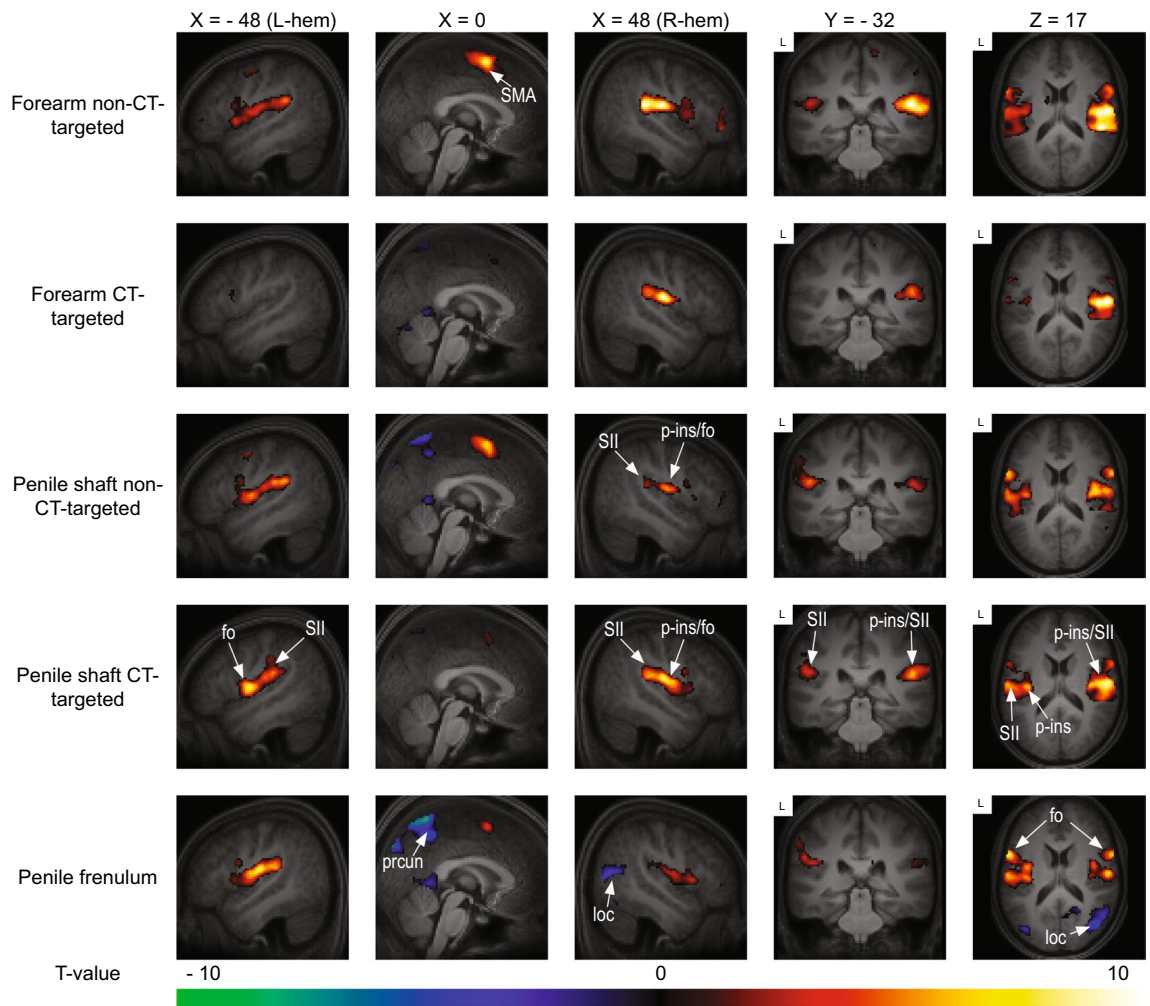 X = - 48 (L-hem) X = 0 X = 48 (R-hem) Y = - 32 Z = 17
Forearm non-CT-
targeted
SMA
L
L
Forearm CT-
targeted
L
L
Penile shaft non-
CT-targeted
SII
p-ins/fo
L
L
Penile shaft CT-
targeted
fo
SII
SII
p-ins/fo
L
SII
p-ins/SII
L
p-ins/SII
SII
p-ins
Penile frenulum
prcun
loc
L
L
fo
loc
T-value
- 10 0 10